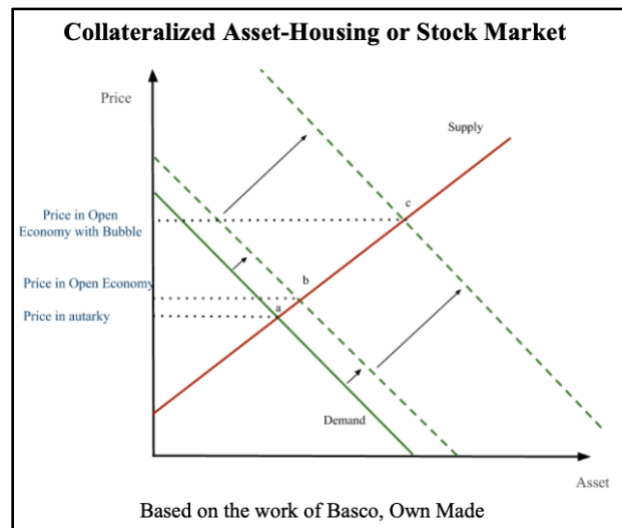 Collateralized Asset-Housing or Stock Market
Price
Supply
c
Price in Open
Economy with Bubble
b
Price in Open Economy
a
Price in autarky
Demand
Asset
Based on the work of Basco, Own Made